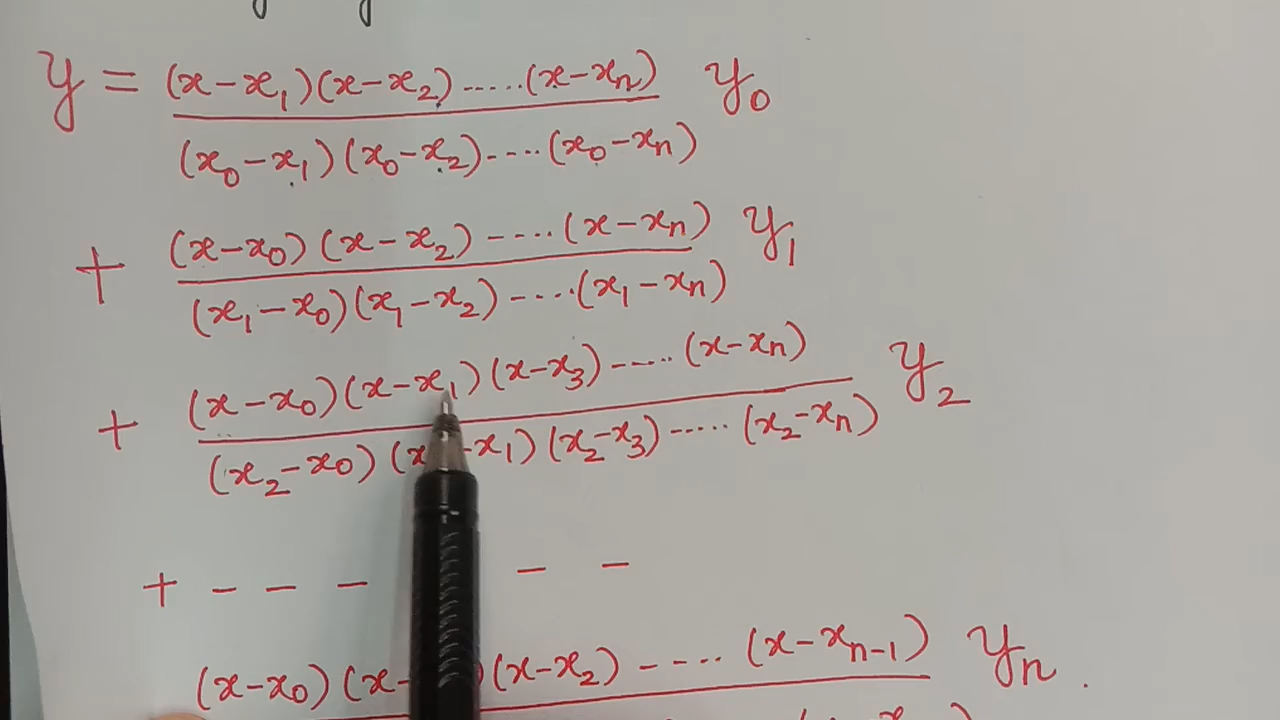 y = (x-x₁)(x-x₂).....(x-xₙ) y₀
(x₀-x₁)(x₀-x₂)....(x₀-xₙ)
+ (x-x₀)(x-x₂)....(x-xₙ) y₁
(x₁-x₀)(x₁-x₂)....(x₁-xₙ)
+ (x-x₀)(x-x₁)(x-x₃).....(x-xₙ) y₂
(x₂-x₀)(x -x₁)(x₂-x₃).....(x₂-xₙ)
+ - - - - -
(x-x₀)(x- )(x-x₂)....(x-xₙ₋₁) yₙ.